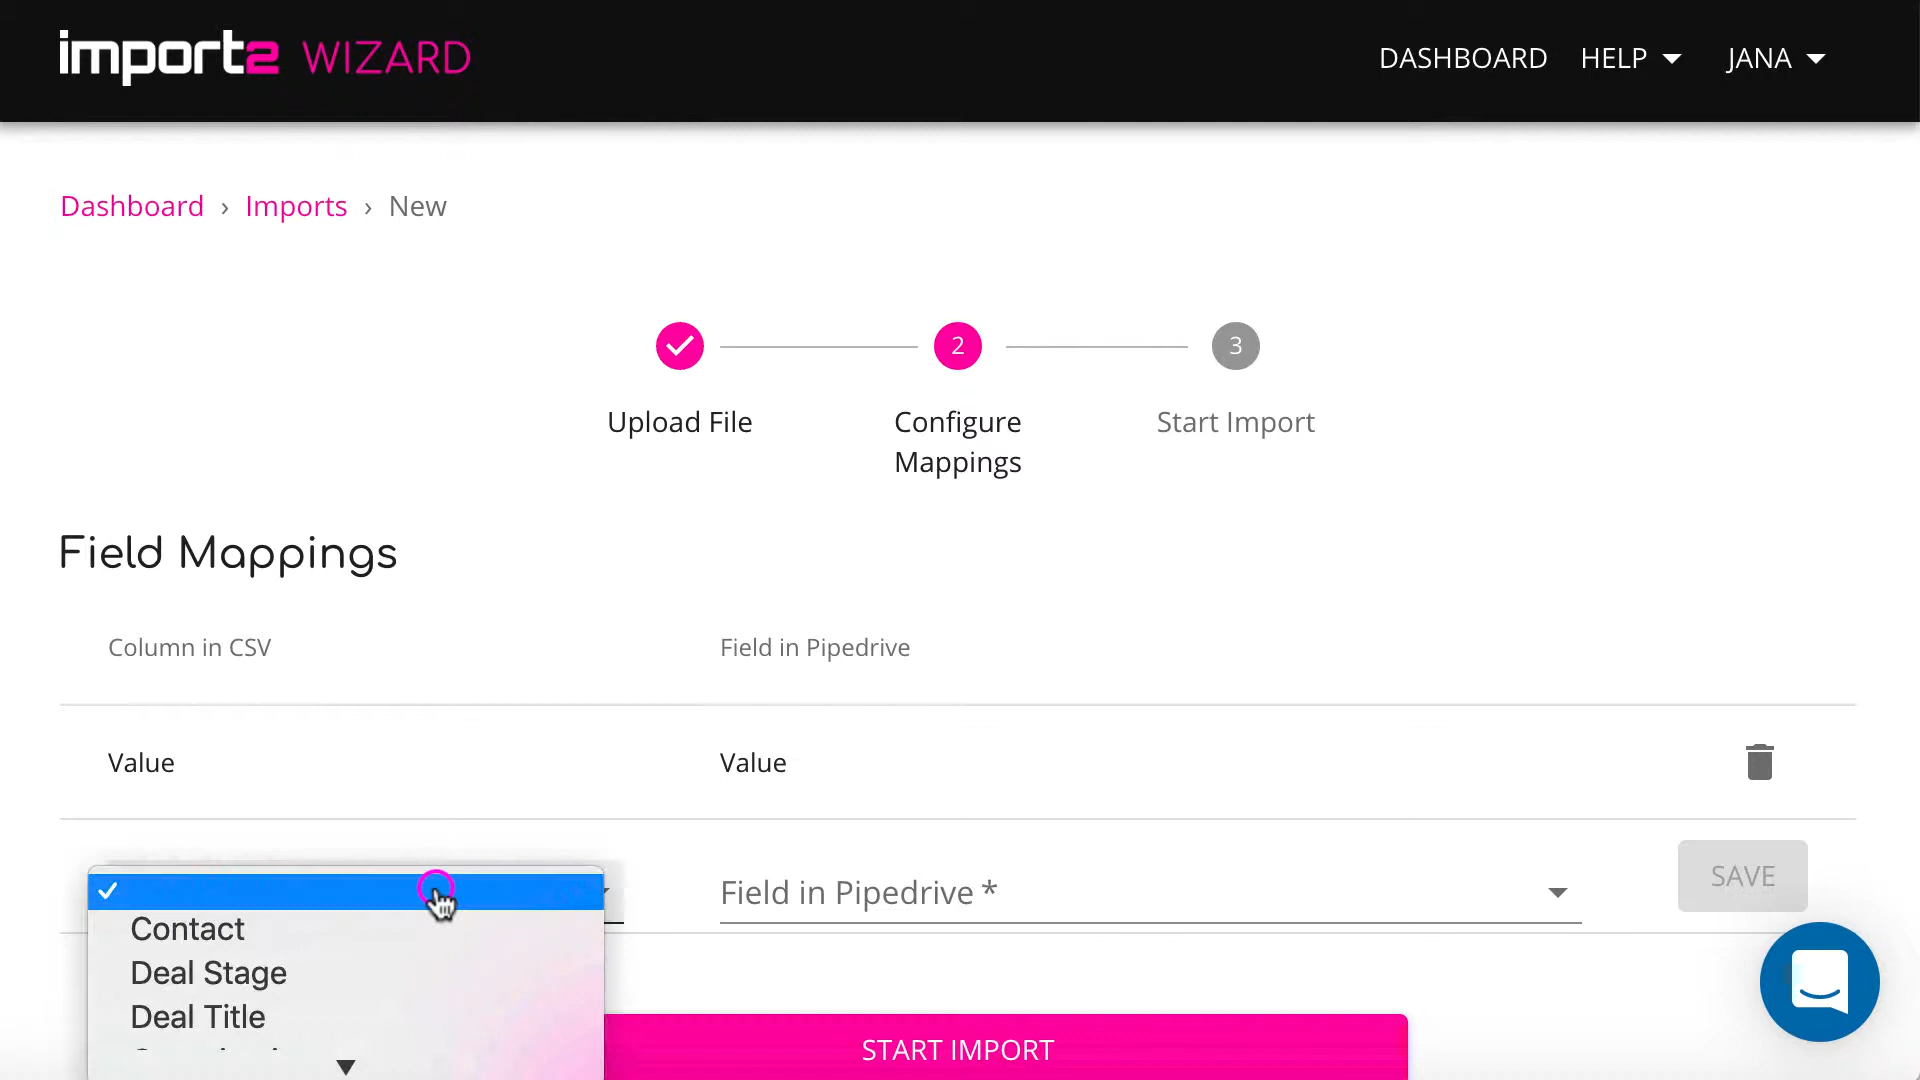 import2 WIZARD
DASHBOARD HELP JANA
Dashboard › Imports › New
2
3
Upload File
Configure
Mappings
Start Import
Field Mappings
Column in CSV
Field in Pipedrive
Value
Value
Field in Pipedrive *
SAVE
Contact
Deal Stage
Deal Title
START IMPORT